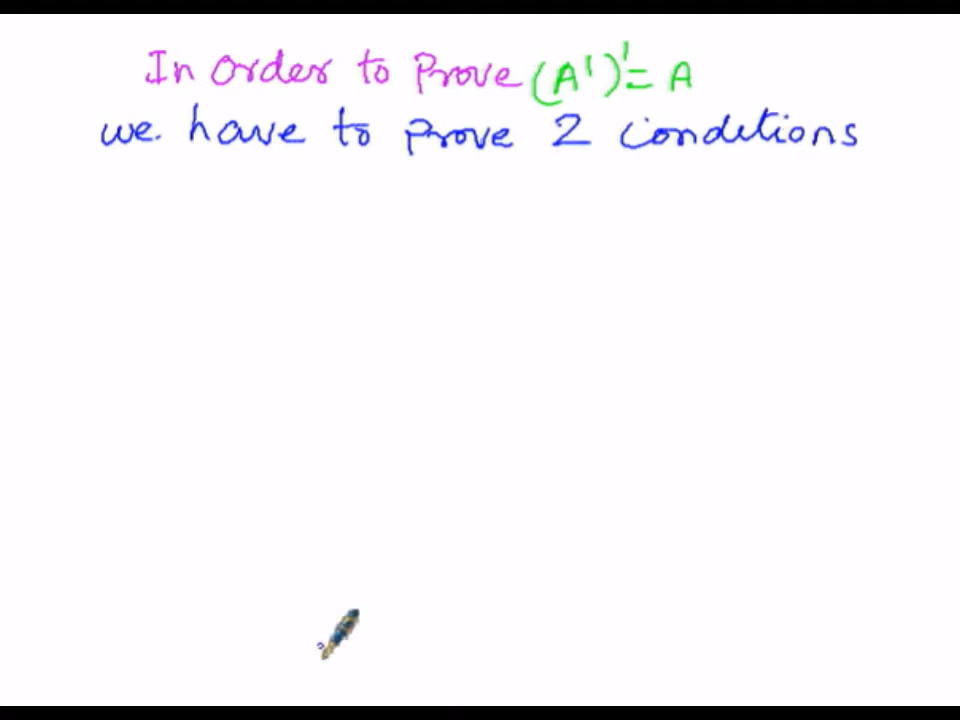 In order to Prove (A')' = A
we. have to Prove 2 conditions